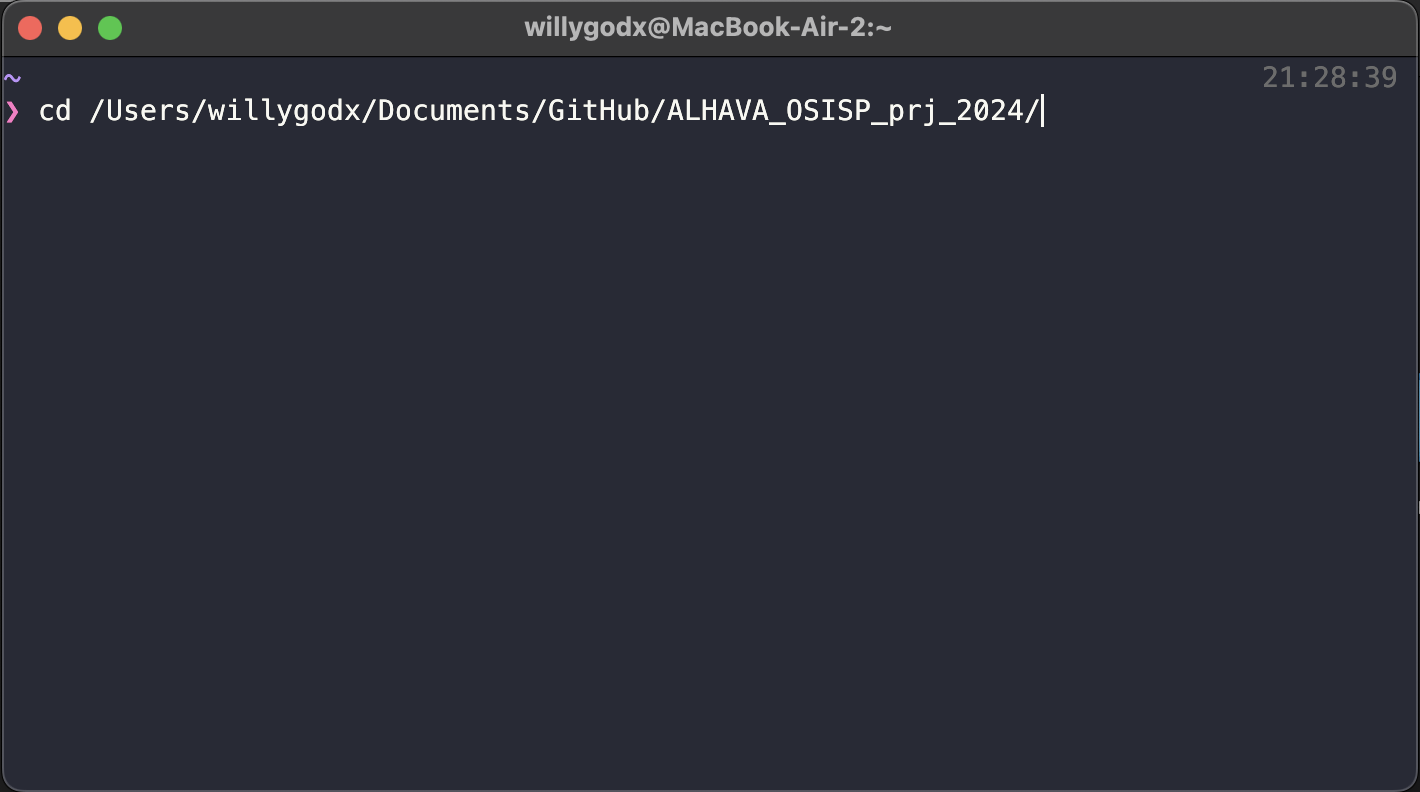 willygodx@MacBook-Air-2:~
~ 21:28:39
❯ cd /Users/willygodx/Documents/GitHub/ALHAVA_OSISP_prj_2024/